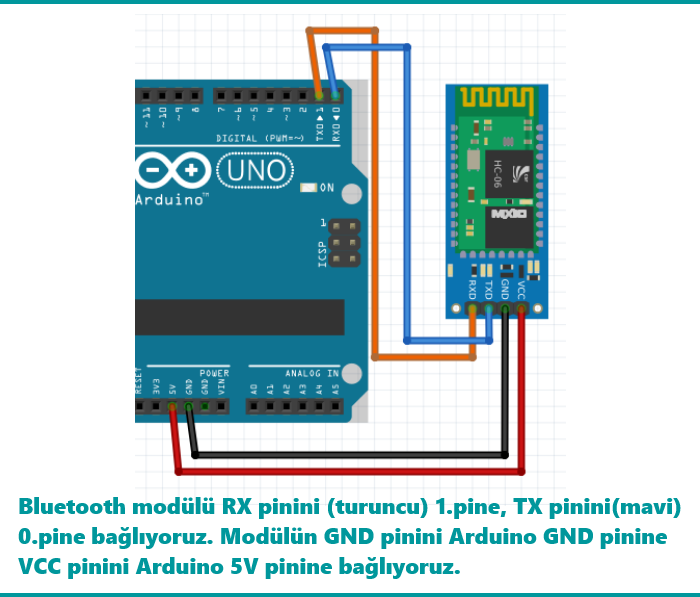 ~11
~10
~9
8
7
~6
~5
4
~3
2
TXD▶1
RXD◀0
DIGITAL (PWM=~)
UNO
ON
Arduino™
1
ICSP
HC-06
RXD
TXD
GND
VCC
POWER
ANALOG IN
RESET
3V3
5V
GND
GND
VIN
A0
A1
A2
A3
A4
A5
Bluetooth modülü RX pinini (turuncu) 1.pine, TX pinini(mavi)
0.pine bağlıyoruz. Modülün GND pinini Arduino GND pinine
VCC pinini Arduino 5V pinine bağlıyoruz.